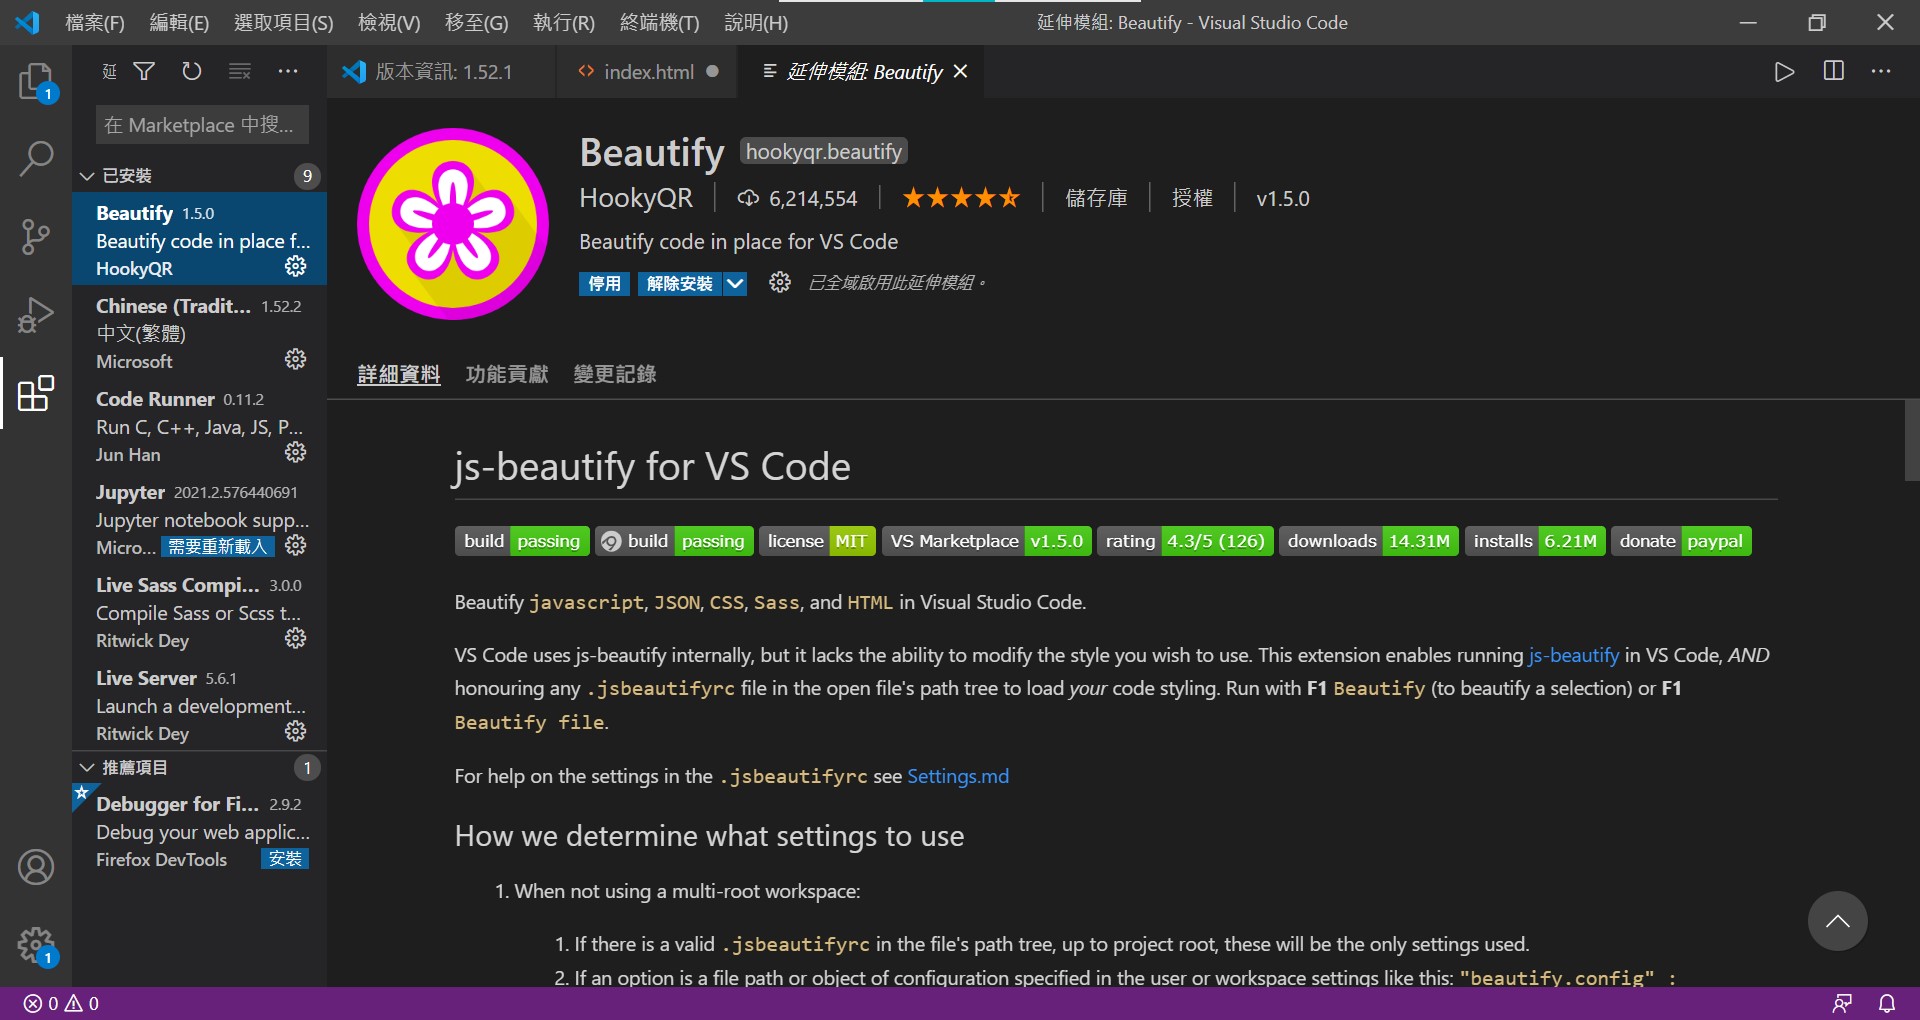 檔案(F) 編輯(E) 選取項目(S) 檢視(V) 移至(G) 執行(R) 終端機(T) 說明(H) 延伸模組: Beautify - Visual Studio Code
延
版本資訊: 1.52.1
index.html
延伸模組: Beautify
1
在 Marketplace 中搜...
已安裝 9
Beautify 1.5.0
Beautify code in place f...
HookyQR
Chinese (Tradit... 1.52.2
中文(繁體)
Microsoft
Code Runner 0.11.2
Run C, C++, Java, JS, P...
Jun Han
Jupyter 2021.2.576440691
Jupyter notebook supp...
Micro... 需要重新載入
Live Sass Compi... 3.0.0
Compile Sass or Scss t...
Ritwick Dey
Live Server 5.6.1
Launch a development...
Ritwick Dey
推薦項目 1
Debugger for Fi... 2.9.2
Debug your web applic...
Firefox DevTools 安裝
1
Beautify hookyqr.beautify
HookyQR 6,214,554 儲存庫 授權 v1.5.0
Beautify code in place for VS Code
停用 解除安裝 已全域啟用此延伸模組。
詳細資料 功能貢獻 變更記錄
js-beautify for VS Code
build passing build passing license MIT VS Marketplace v1.5.0 rating 4.3/5 (126) downloads 14.31M installs 6.21M donate paypal
Beautify javascript, JSON, CSS, Sass, and HTML in Visual Studio Code.
VS Code uses js-beautify internally, but it lacks the ability to modify the style you wish to use. This extension enables running js-beautify in VS Code, AND
honouring any .jsbeautifyrc file in the open file's path tree to load your code styling. Run with F1 Beautify (to beautify a selection) or F1
Beautify file.
For help on the settings in the .jsbeautifyrc see Settings.md
How we determine what settings to use
1. When not using a multi-root workspace:
1. If there is a valid .jsbeautifyrc in the file's path tree, up to project root, these will be the only settings used.
2. If an option is a file path or object of configuration specified in the user or workspace settings like this: "beautify.config" :
0 0